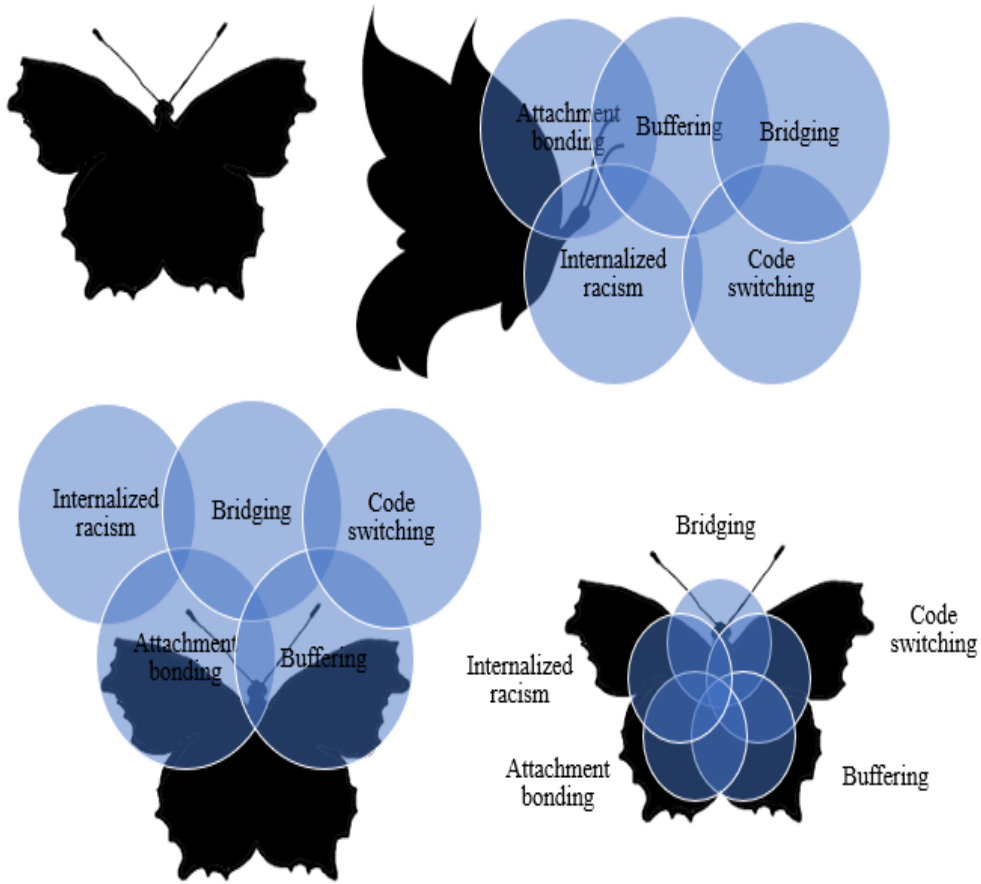 Attachment
bonding
Buffering
Bridging
Internalized
racism
Code
switching
Internalized
racism
Bridging
Code
switching
Attachment
bonding
Buffering
Bridging
Code
switching
Internalized
racism
Attachment
bonding
Buffering